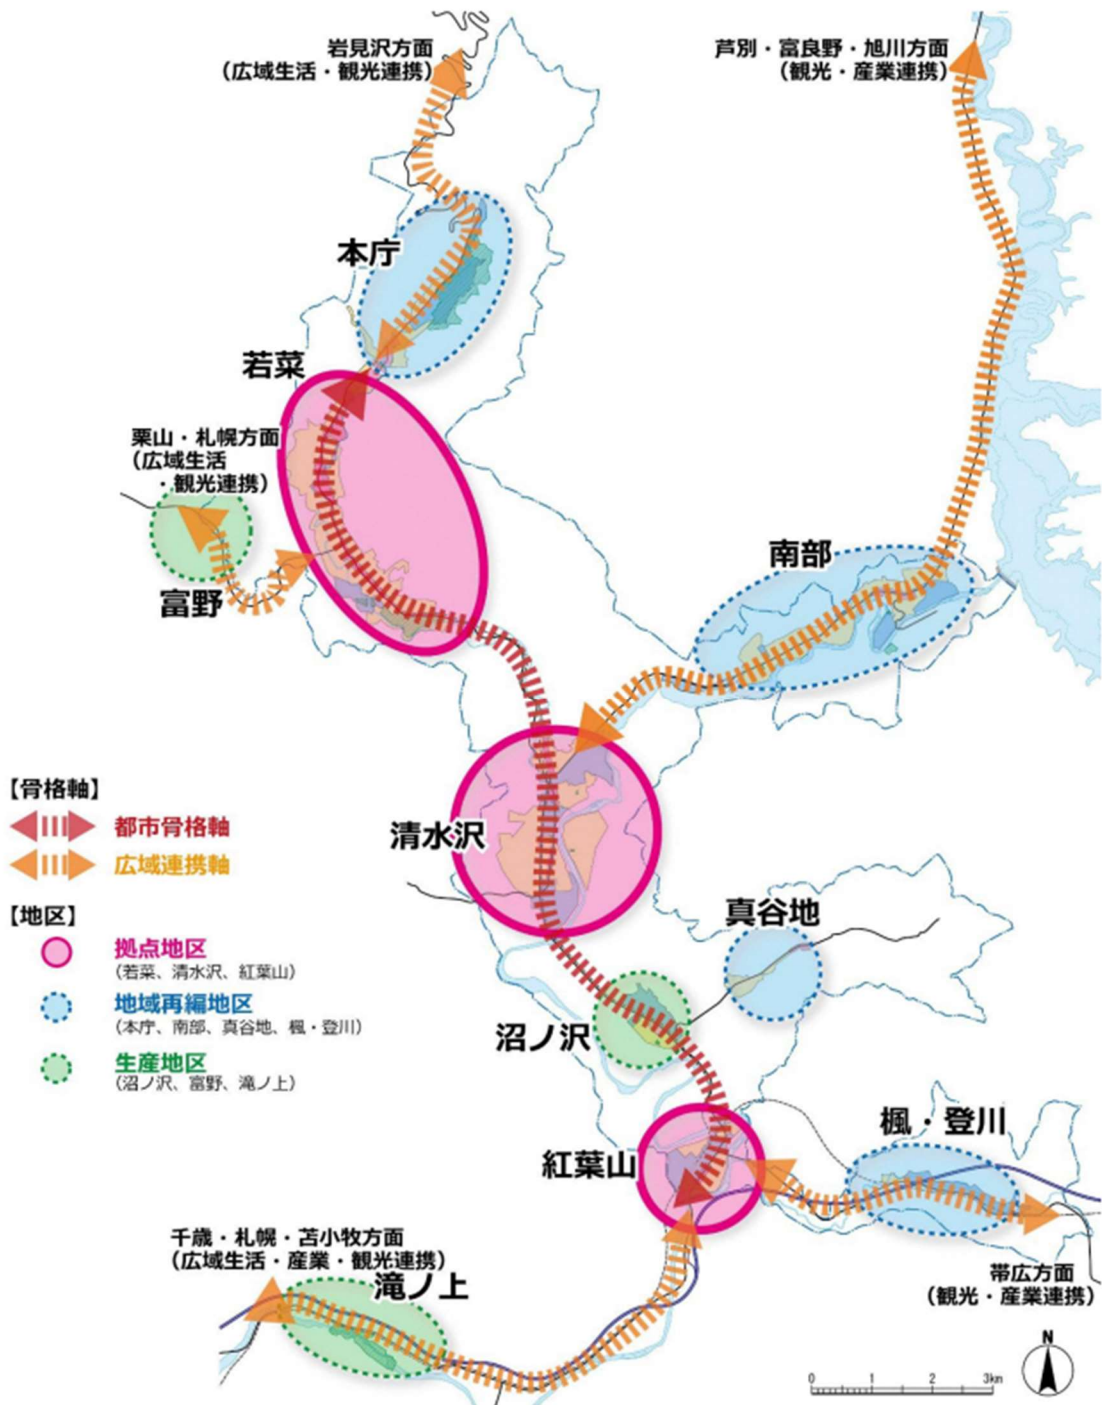 岩見沢方面
（広域生活・観光連携）
芦別・富良野・旭川方面
（観光・産業連携）
本庁
若菜
栗山・札幌方面
（広域生活
・観光連携）
富野
南部
清水沢
【骨格軸】
都市骨格軸
広域連携軸
【地区】
拠点地区
（若菜、清水沢、紅葉山）
地域再編地区
（本庁、南部、真谷地、楓・登川）
生産地区
（沼ノ沢、富野、滝ノ上）
真谷地
沼ノ沢
楓・登川
紅葉山
千歳・札幌・苫小牧方面
（広域生活・産業・観光連携）
滝ノ上
帯広方面
（観光・産業連携）
N
0 1 2 3km